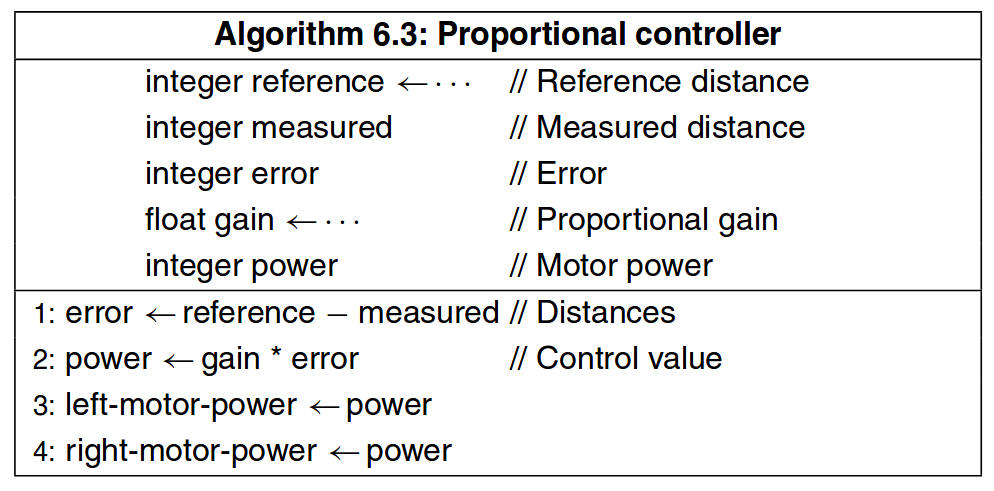 Algorithm 6.3: Proportional controller
integer reference ←··· // Reference distance
integer measured // Measured distance
integer error // Error
float gain ←··· // Proportional gain
integer power // Motor power
1: error ← reference − measured // Distances
2: power ← gain * error // Control value
3: left-motor-power ← power
4: right-motor-power ← power